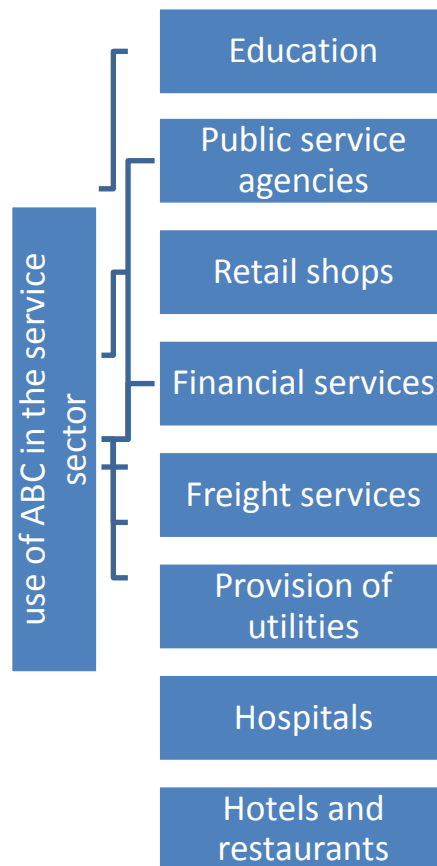 use of ABC in the service
sector
Education
Public service
agencies
Retail shops
Financial services
Freight services
Provision of
utilities
Hospitals
Hotels and
restaurants